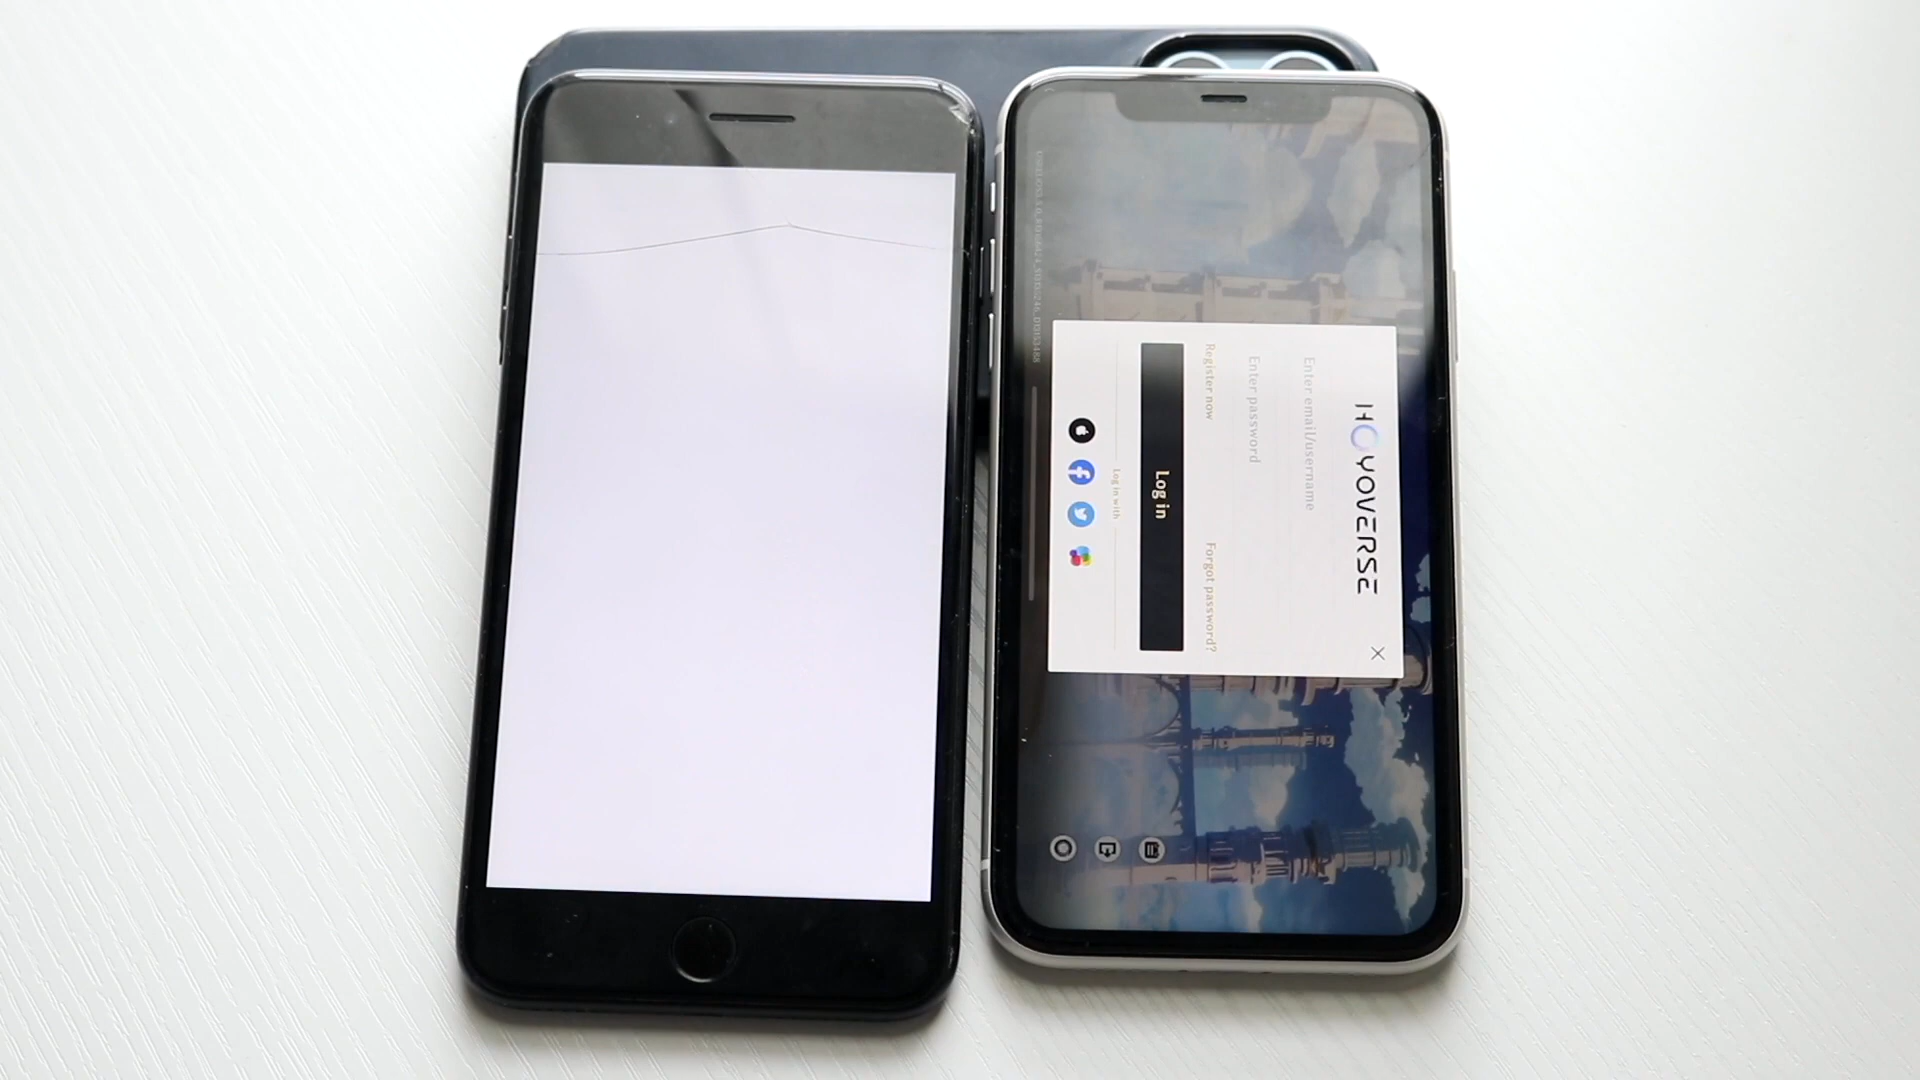 HOYOVERSE
Enter email/username
Enter password
Register now
Forgot password?
Log in
Log in with